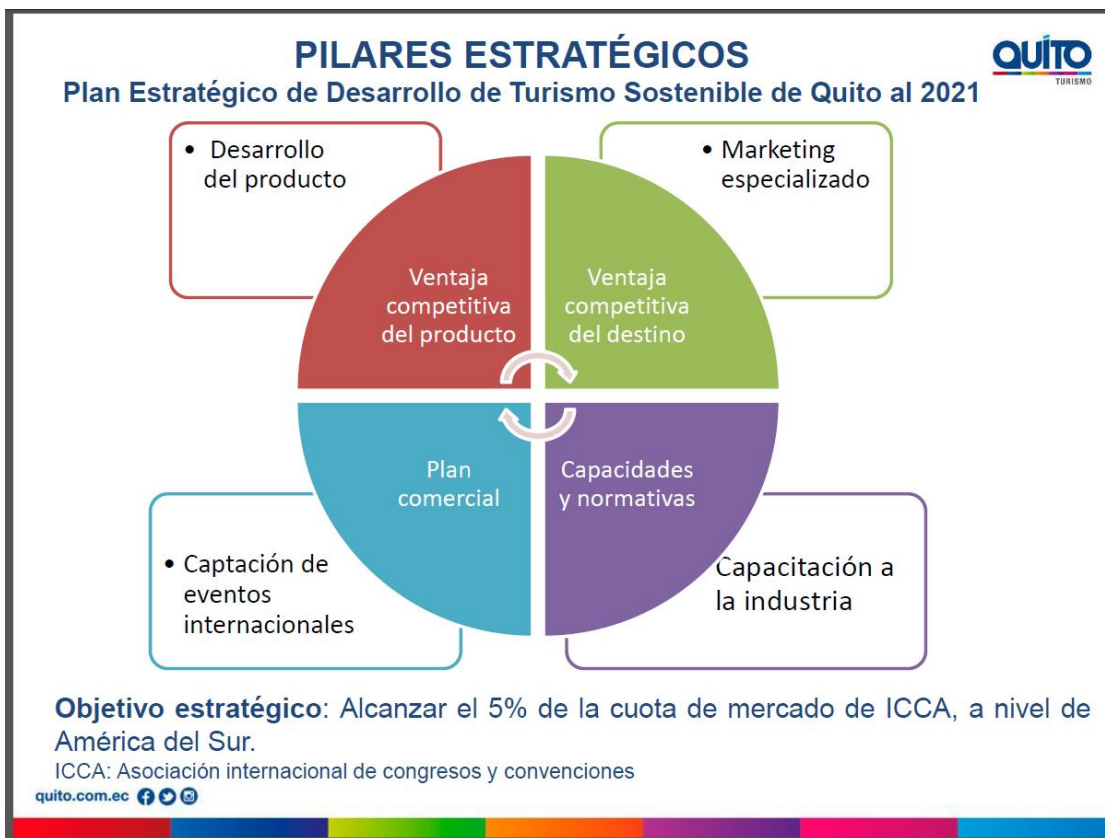 PILARES ESTRATÉGICOS
Plan Estratégico de Desarrollo de Turismo Sostenible de Quito al 2021
QUITO
TURISMO
• Desarrollo
del producto
• Marketing
especializado
Ventaja
competitiva
del producto
Ventaja
competitiva
del destino
Plan
comercial
Capacidades
y normativas
• Captación de
eventos
internacionales
Capacitación a
la industria
Objetivo estratégico: Alcanzar el 5% de la cuota de mercado de ICCA, a nivel de
América del Sur.
ICCA: Asociación internacional de congresos y convenciones
quito.com.ec